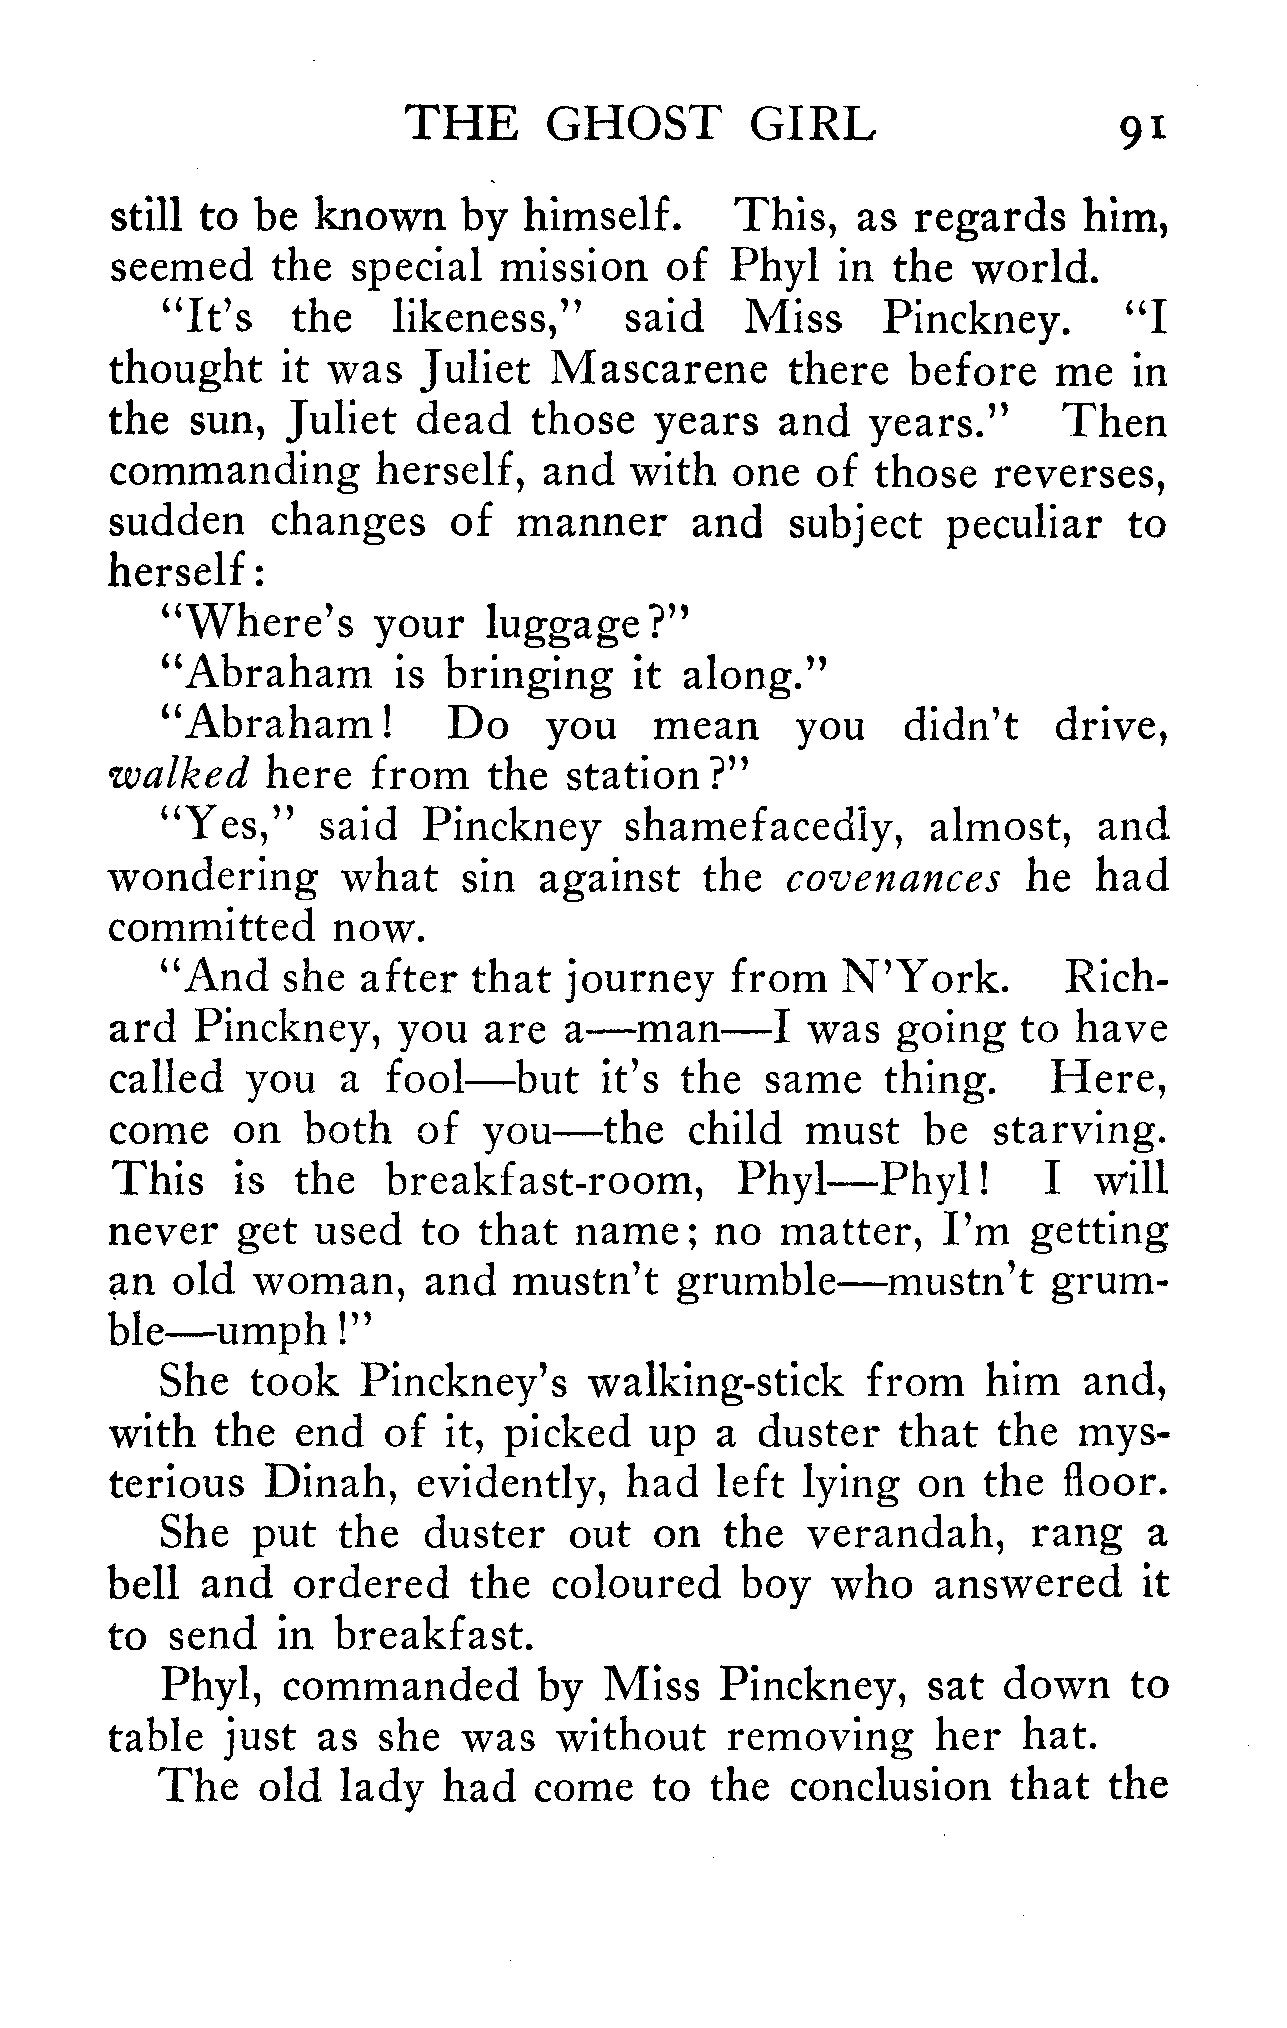 THE GHOST GIRL 91
still to be known by himself. This, as regards him,
seemed the special mission of Phyl in the world.
"It's the likeness," said Miss Pinckney. "I
thought it was Juliet Mascarene there before me in
the sun, Juliet dead those years and years." Then
commanding herself, and with one of those reverses,
sudden changes of manner and subject peculiar to
herself:
"Where's your luggage?"
"Abraham is bringing it along."
"Abraham! Do you mean you didn't drive,
walked here from the station?"
"Yes," said Pinckney shamefacedly, almost, and
wondering what sin against the covenances he had
committed now.
"And she after that journey from N'York. Rich-
ard Pinckney, you are a—man—I was going to have
called you a fool—but it's the same thing. Here,
come on both of you—the child must be starving.
This is the breakfast-room, Phyl—Phyl! I will
never get used to that name; no matter, I'm getting
an old woman, and mustn't grumble—mustn't grum-
ble—umph!"
She took Pinckney's walking-stick from him and,
with the end of it, picked up a duster that the mys-
terious Dinah, evidently, had left lying on the floor.
She put the duster out on the verandah, rang a
bell and ordered the coloured boy who answered it
to send in breakfast.
Phyl, commanded by Miss Pinckney, sat down to
table just as she was without removing her hat.
The old lady had come to the conclusion that the